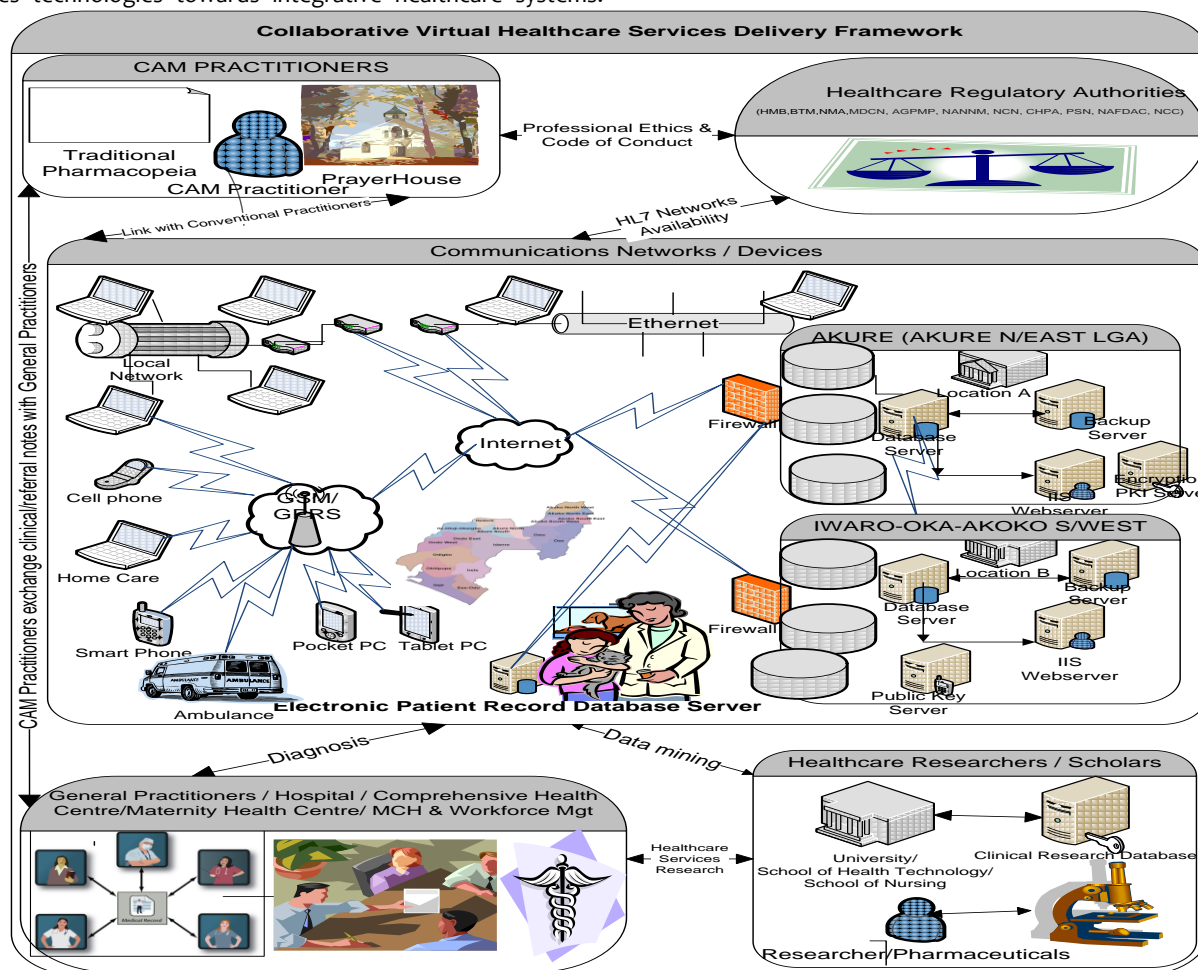 es technologies towards integrative healthcare systems.
Collaborative Virtual Healthcare Services Delivery Framework
CAM PRACTITIONERS
Traditional
Pharmacopeia
CAM Practitioner
PrayerHouse
Professional Ethics &
Code of Conduct
Healthcare Regulatory Authorities
(HMB,BTM,NMA,MDCN, AGPMP, NANNM, NCN, CHPA, PSN, NAFDAC, NCC)
Link with Conventional Practitioners
HL7 Networks
Availability
CAM Practitioners exchange clinical/referral notes with General Practitioners
Communications Networks / Devices
Local
Network
Ethernet
Internet
GSM/
GPRS
Cell phone
Home Care
Smart Phone
Pocket PC
Tablet PC
AMBULANCE
Ambulance
Firewall
Firewall
AKURE (AKURE N/EAST LGA)
Location A
Database
Server
Backup
Server
IIS
Webserver
Encryptio
PKI Serve
IWARO-OKA-AKOKO S/WEST
Location B
Database
Server
Backup
Server
IIS
Webserver
Public Key
Server
Electronic Patient Record Database Server
Diagnosis
Data mining
General Practitioners / Hospital / Comprehensive Health
Centre/Maternity Health Centre/ MCH & Workforce Mgt
Medical Record
Healthcare
Services
Research
Healthcare Researchers / Scholars
University/
School of Health Technology/
School of Nursing
Clinical Research Database
Researcher/Pharmaceuticals